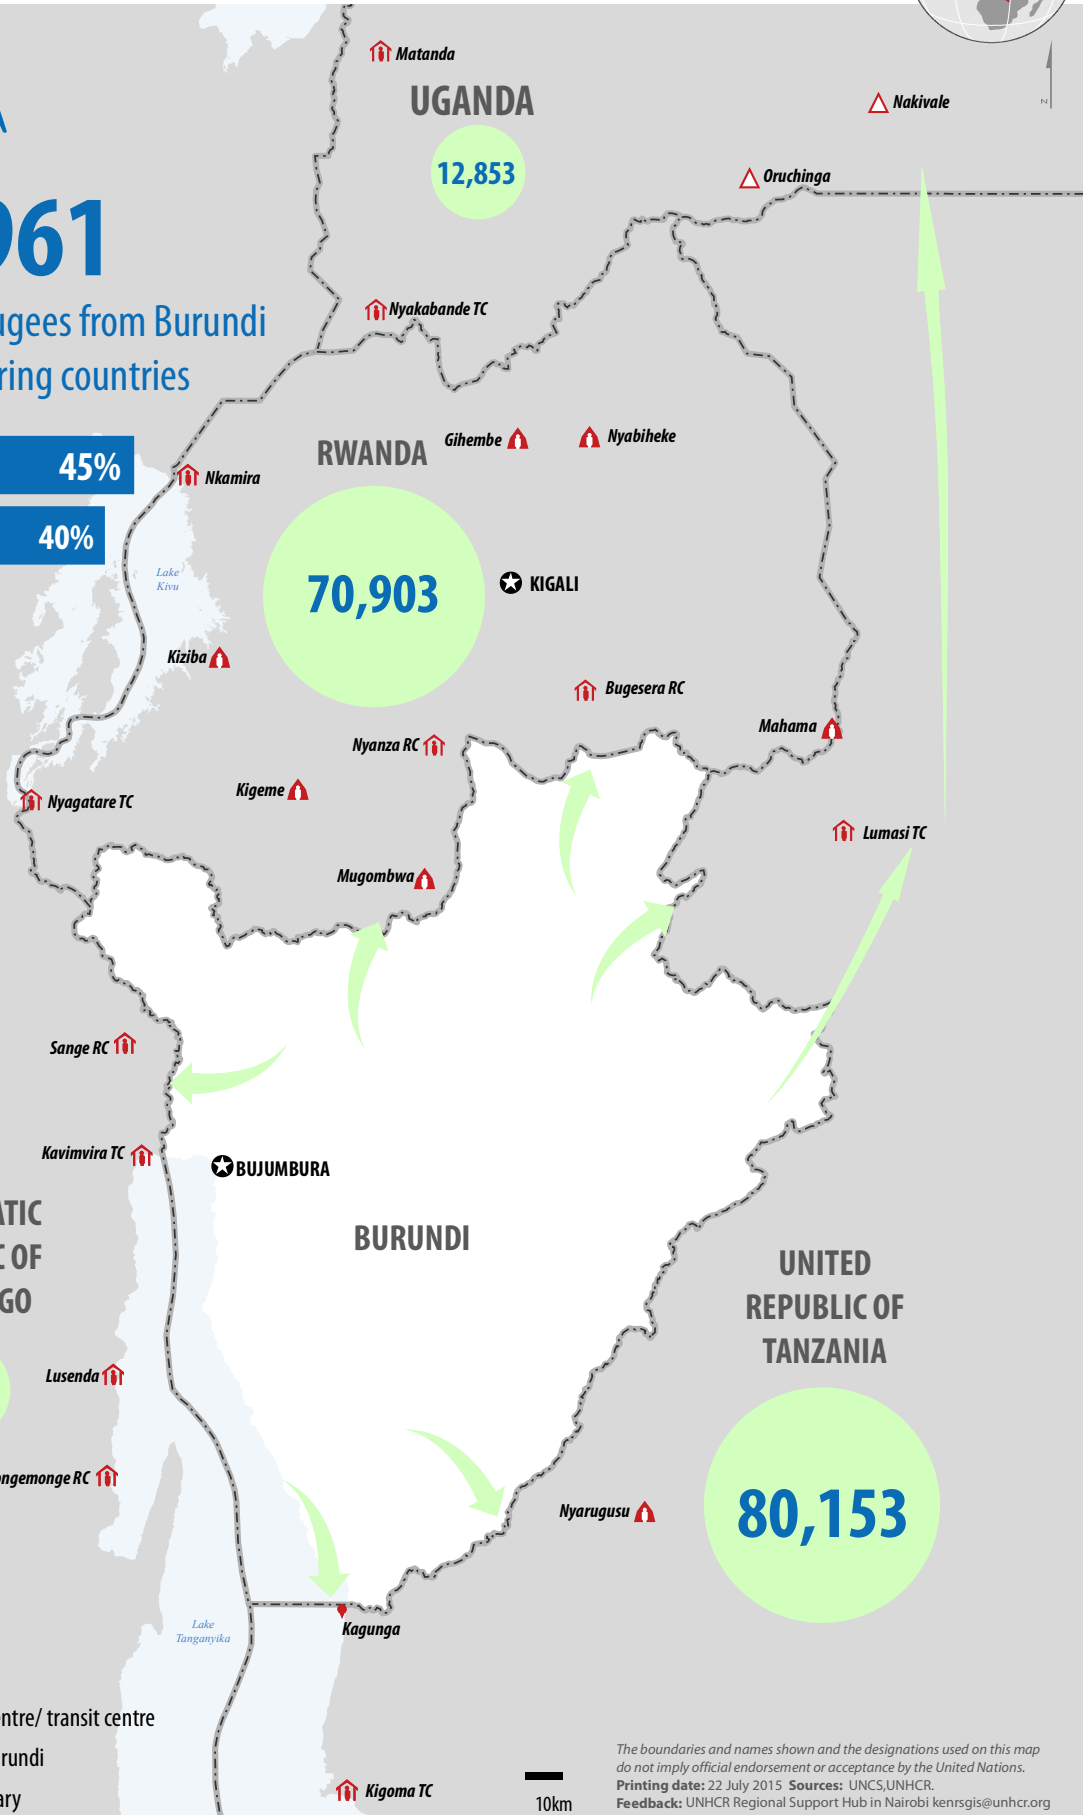 Matanda
UGANDA
12,853
Nakivale
N
Oruchinga
961
ugees from Burundi
ring countries
Nyakabande TC
45%
40%
RWANDA
Gihembe
Nyabiheke
Nkamira
Lake
Kivu
70,903
KIGALI
Kiziba
Bugesera RC
Mahama
Nyanza RC
Kigeme
Nyagatare TC
Lumasi TC
Mugombwa
Sange RC
Kavimvira TC
BUJUMBURA
ATIC
C OF
GO
BURUNDI
UNITED
REPUBLIC OF
TANZANIA
Lusenda
ongemonge RC
Nyarugusu
80,153
Kagunga
Lake
Tanganyika
entre/ transit centre
rundi
ary
Kigoma TC
10km
The boundaries and names shown and the designations used on this map
do not imply official endorsement or acceptance by the United Nations.
Printing date: 22 July 2015 Sources: UNCS,UNHCR.
Feedback: UNHCR Regional Support Hub in Nairobi kenrsgis@unhcr.org